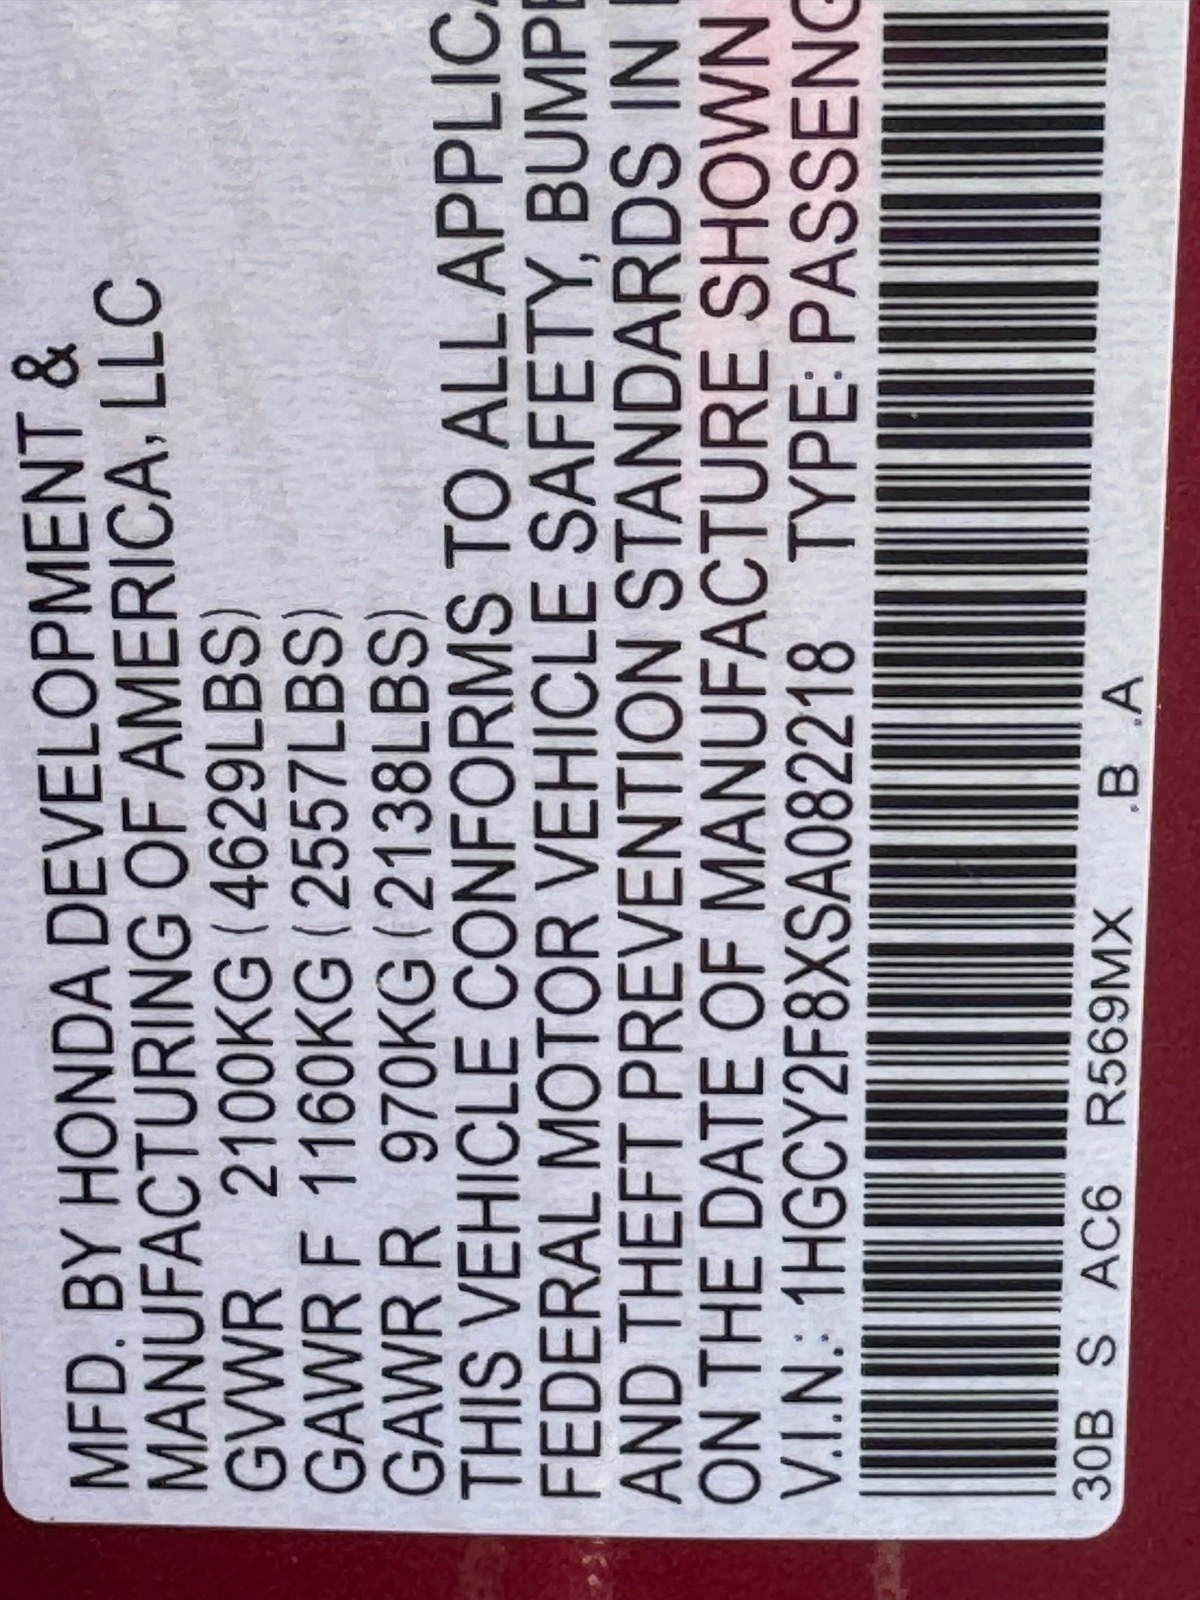 MFD. BY HONDA DEVELOPMENT &
MANUFACTURING OF AMERICA, LLC
GVWR 2100KG (4629LBS)
GAWR F 1160KG (2557LBS)
GAWR R 970KG (2138LBS)
THIS VEHICLE CONFORMS TO ALL APPLICA
FEDERAL MOTOR VEHICLE SAFETY, BUMPE
AND THEFT PREVENTION STANDARDS IN
ON THE DATE OF MANUFACTURE SHOWN
V.I.N.: 1HGCY2F8XSA082218 TYPE: PASSENG
30B S AC6 R569MX .B .A